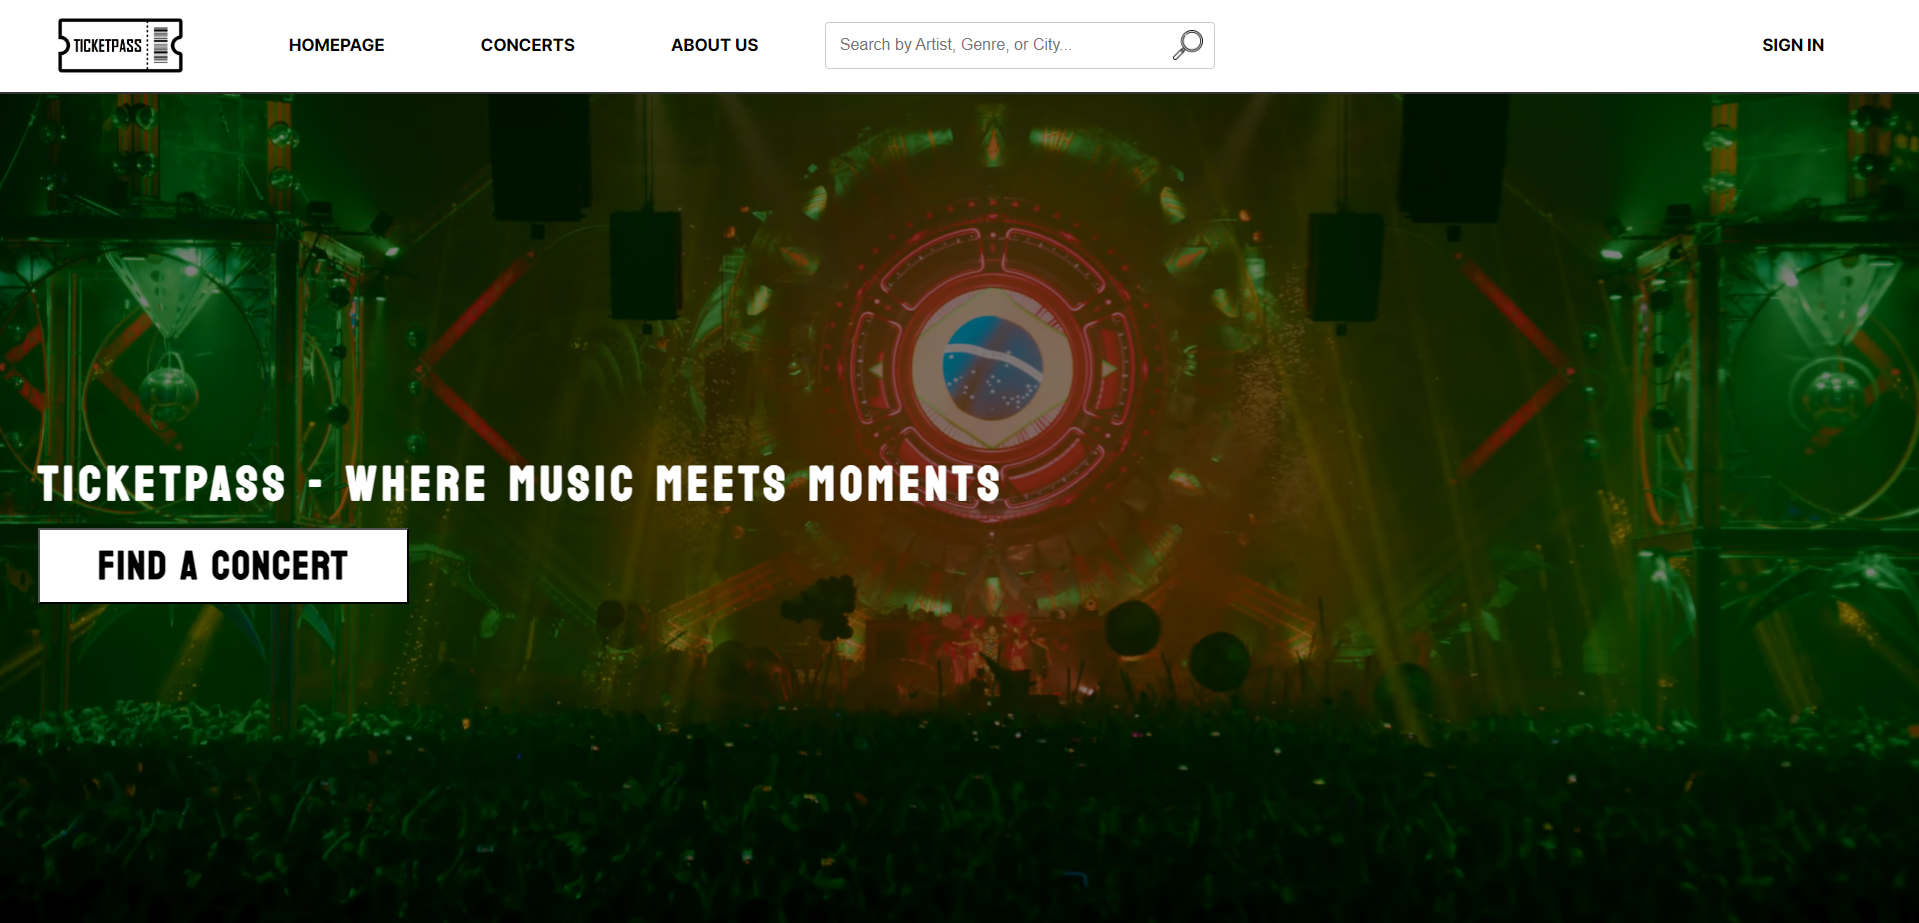 TICKETPASS
HOMEPAGE
CONCERTS
ABOUT US
Search by Artist, Genre, or City...
SIGN IN
TICKETPASS - WHERE MUSIC MEETS MOMENTS
FIND A CONCERT